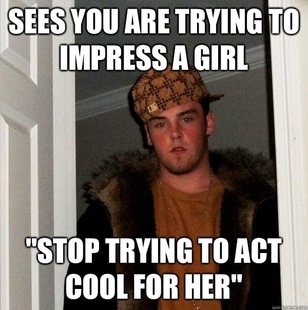 SEES YOU ARE TRYING TO
IMPRESS A GIRL
"STOP TRYING TO ACT
COOL FOR HER"